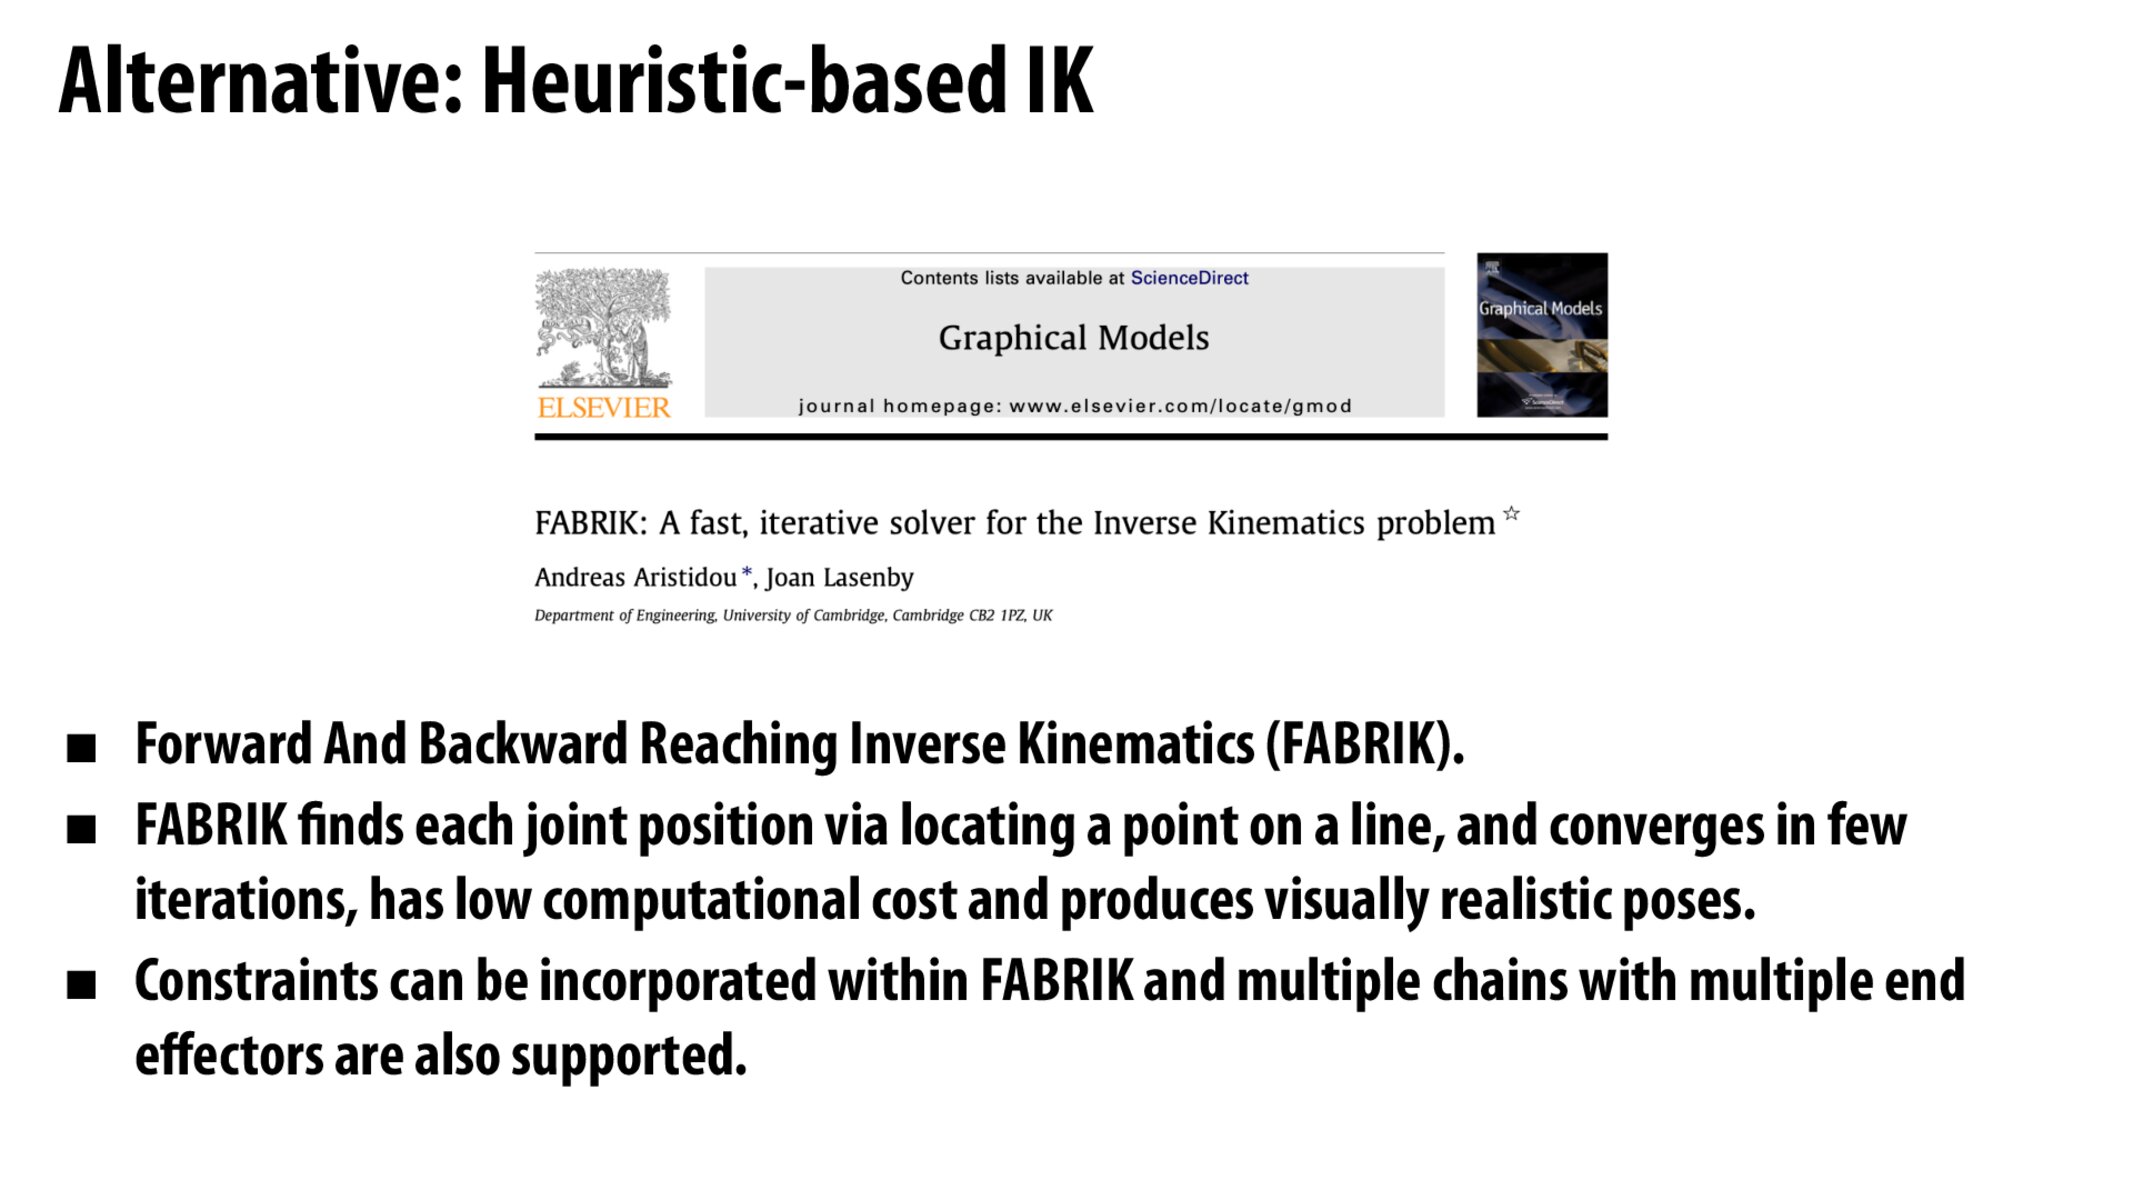 Alternative: Heuristic-based IK
Contents lists available at ScienceDirect
Graphical Models
journal homepage: www.elsevier.com/locate/gmod
ELSEVIER
Graphical Models
FABRIK: A fast, iterative solver for the Inverse Kinematics problem ☆
Andreas Aristidou *, Joan Lasenby
Department of Engineering, University of Cambridge, Cambridge CB2 1PZ, UK
■ Forward And Backward Reaching Inverse Kinematics (FABRIK).
■ FABRIK finds each joint position via locating a point on a line, and converges in few
iterations, has low computational cost and produces visually realistic poses.
■ Constraints can be incorporated within FABRIK and multiple chains with multiple end
effectors are also supported.